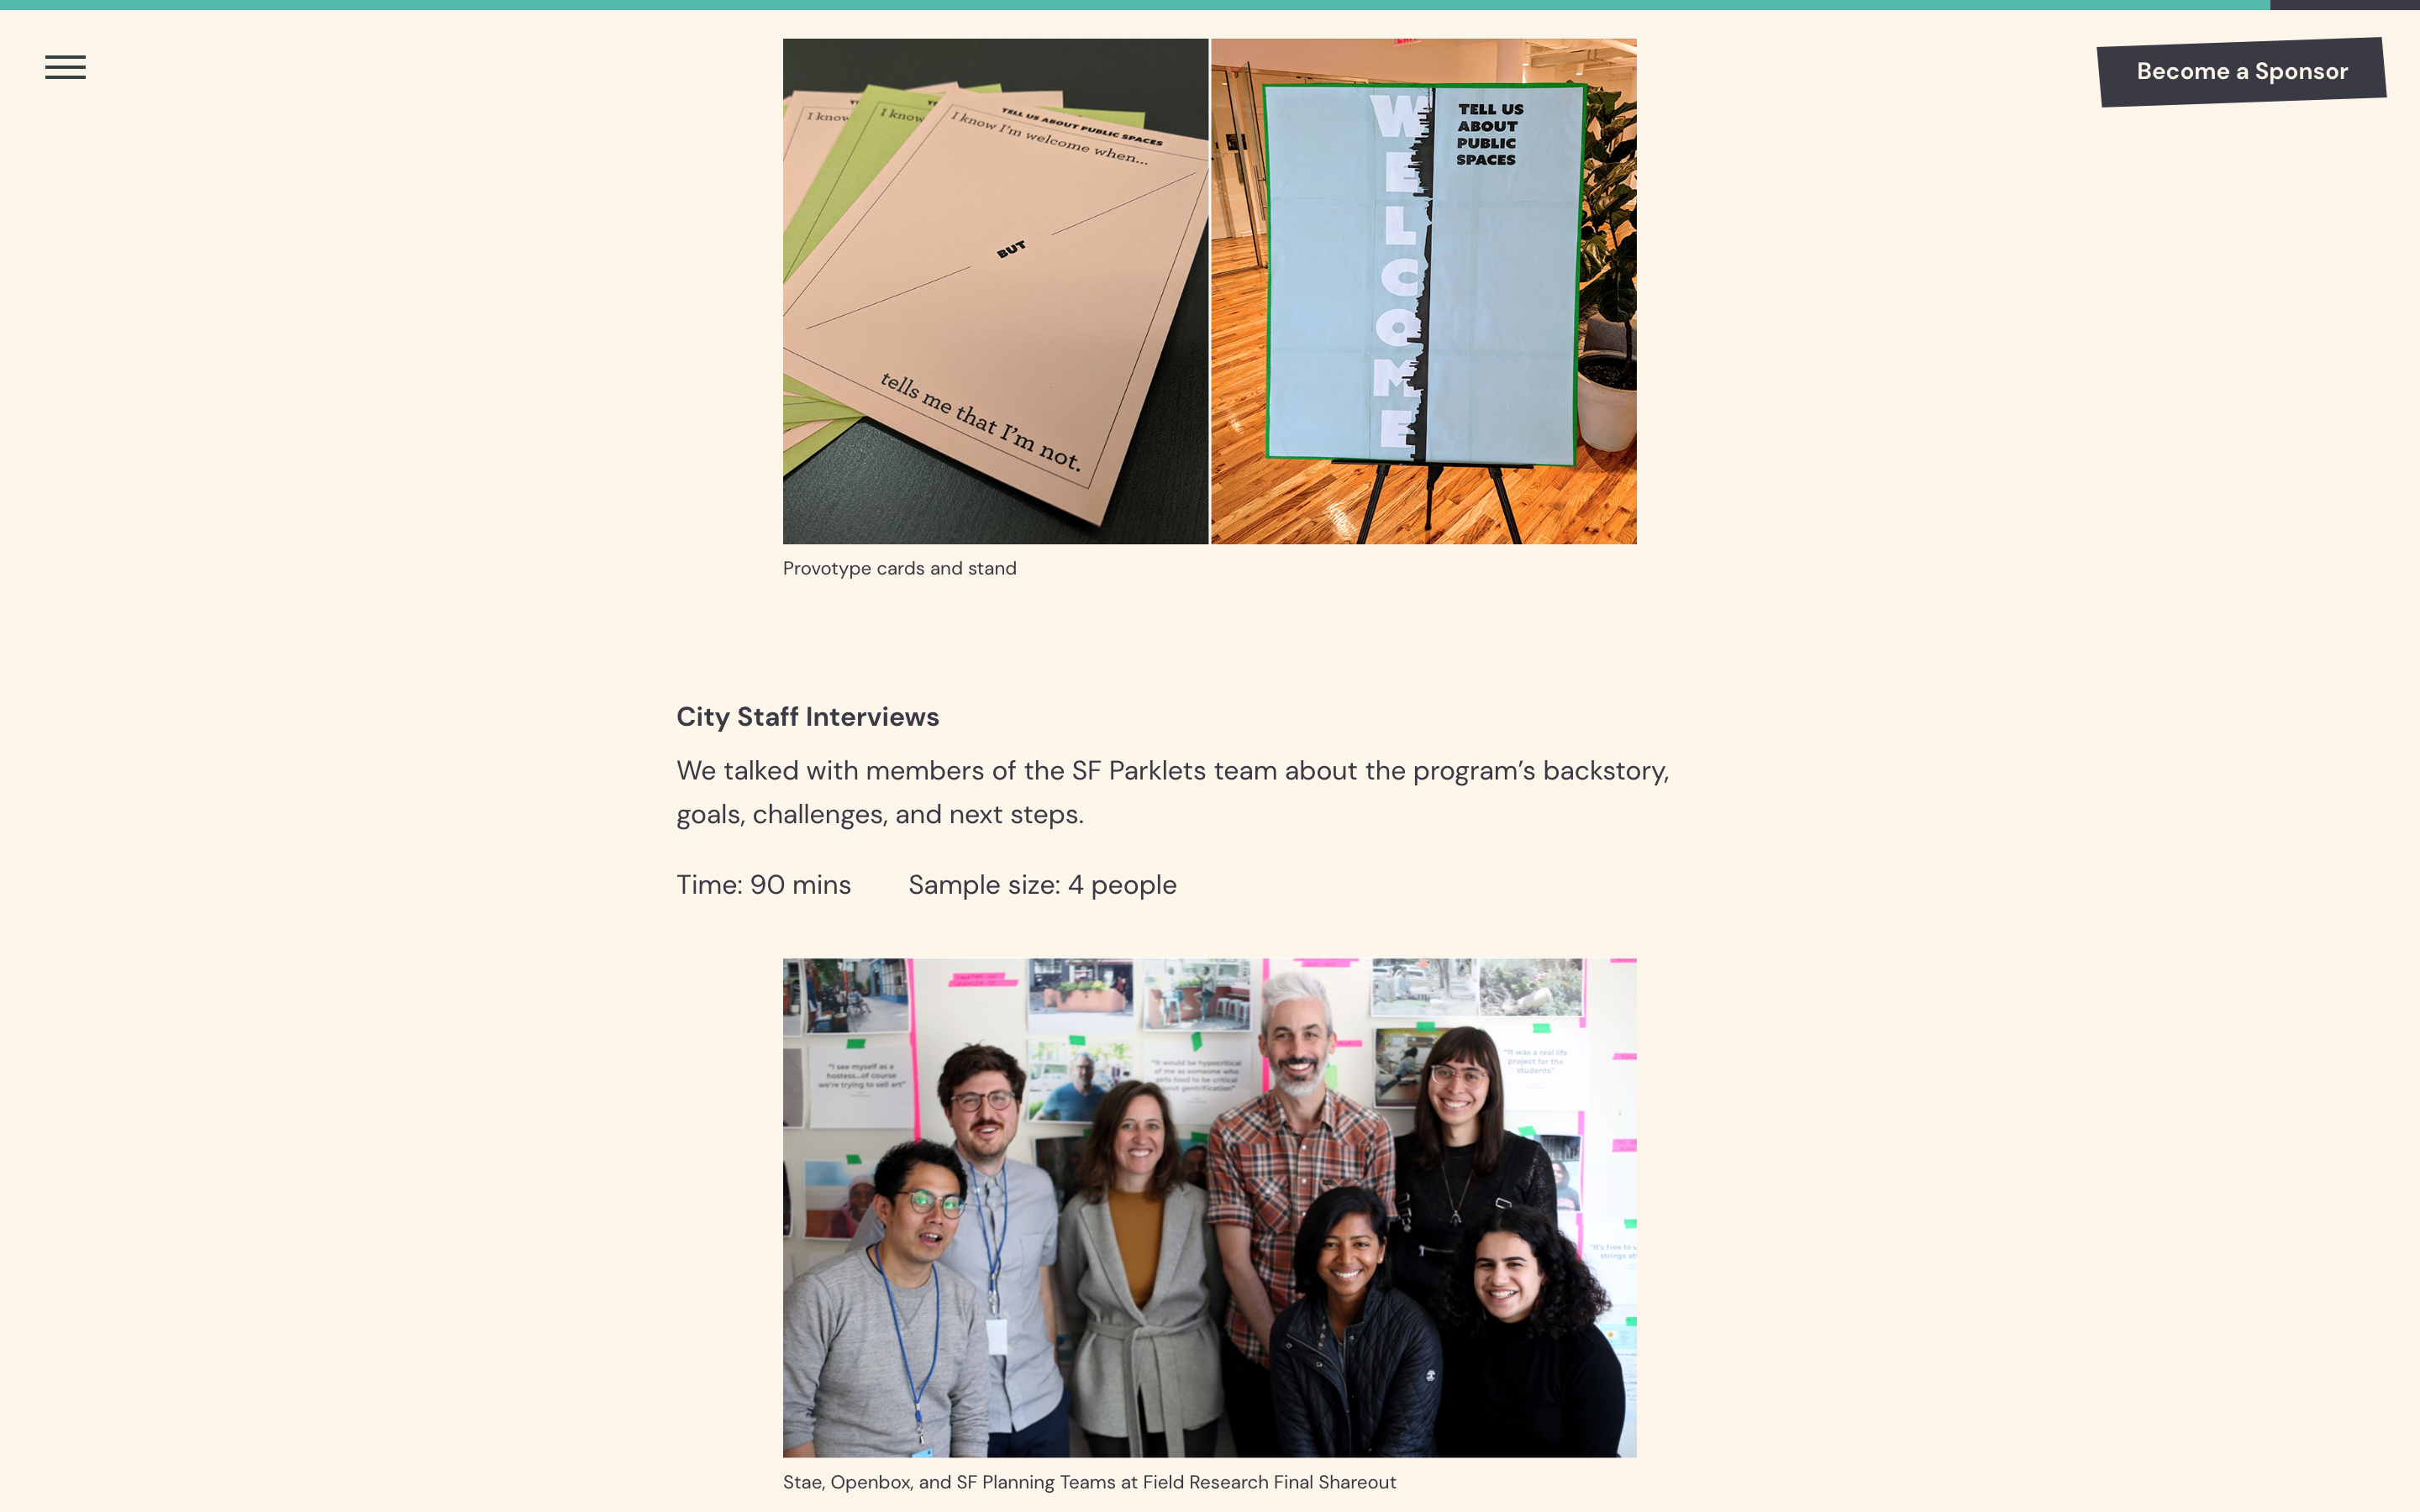 Become a Sponsor
I know
I know
TELL US ABOUT PUBLIC SPACES
I know I'm welcome when...
BUT
tells me that I'm not.
WELCOME
TELL US
ABOUT
PUBLIC
SPACES
Provotype cards and stand
City Staff Interviews
We talked with members of the SF Parklets team about the program's backstory,
goals, challenges, and next steps.
Time: 90 mins Sample size: 4 people
"I see myself as a
hostess...of course
we're trying to sell art"
"It would be hypocritical
of me as someone who
sells food to be critical
about gentrification"
"It was a real life
project for the
students"
"It's free to
strings
Stae, Openbox, and SF Planning Teams at Field Research Final Shareout